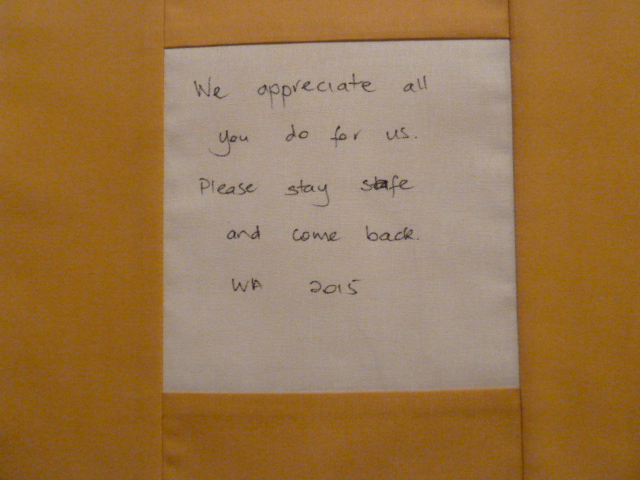 We appreciate all
you do for us.
Please stay safe
and come back.
WA 2015